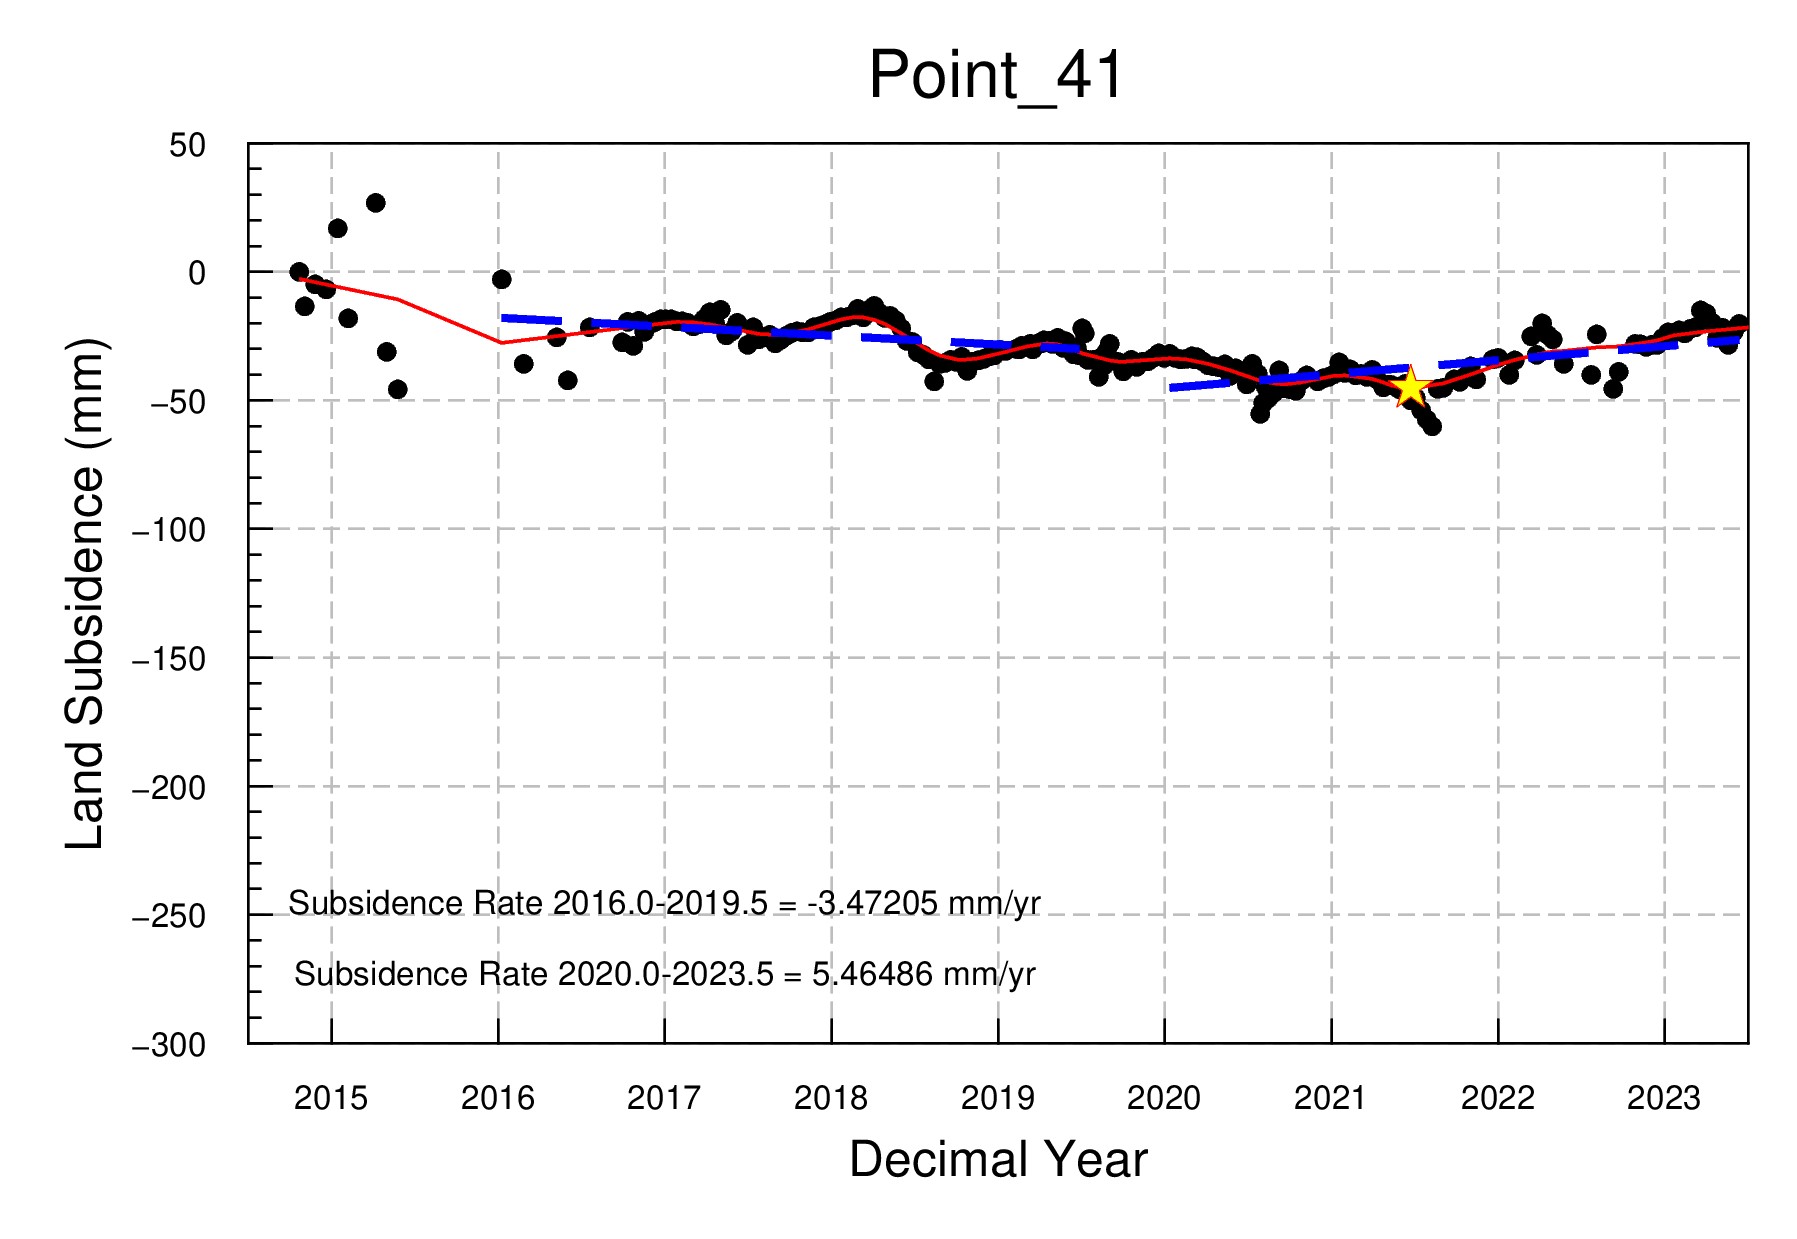 Point_41
50
0
−50
−100
−150
−200
−250
−300
Land Subsidence (mm)
Subsidence Rate 2016.0-2019.5 = -3.47205 mm/yr
Subsidence Rate 2020.0-2023.5 = 5.46486 mm/yr
2015 2016 2017 2018 2019 2020 2021 2022 2023
Decimal Year